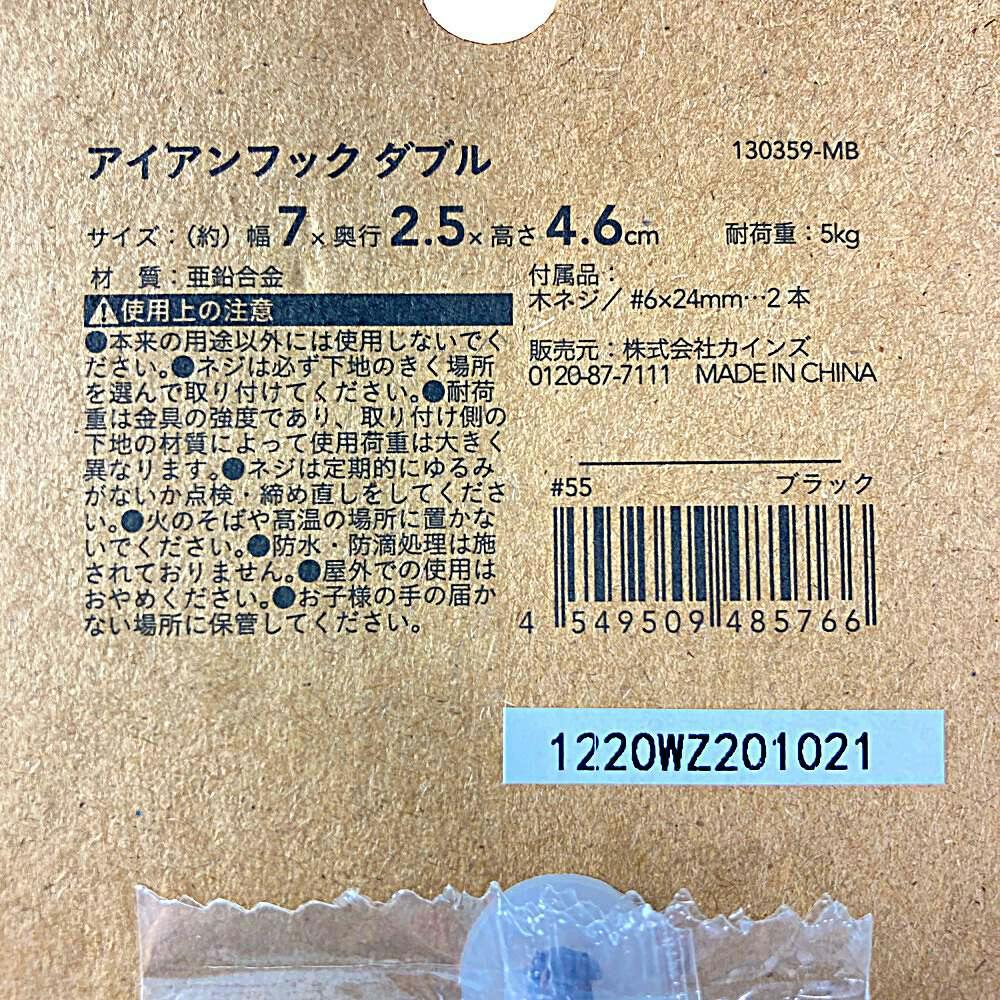 アイアンフック ダブル
130359-MB
サイズ：（約）幅7×奥行2.5×高さ4.6cm
耐荷重：5kg
材　質：亜鉛合金
⚠使用上の注意
●本来の用途以外には使用しないでく
ださい。●ネジは必ず下地のきく場所
を選んで取り付けてください。●耐荷
重は金具の強度であり、取り付け側の
下地の材質によって使用荷重は大きく
異なります。●ネジは定期的にゆるみ
がないか点検・締め直しをしてくださ
い。●火のそばや高温の場所に置かな
いでください。●防水・防滴処理は施
されておりません。●屋外での使用は
おやめください。●お子様の手の届か
ない場所に保管してください。
付属品：
木ネジ／#6×24mm…2本
販売元：株式会社カインズ
0120-87-7111　MADE IN CHINA
#55　ブラック
4 549509 485766
1220WZ201021